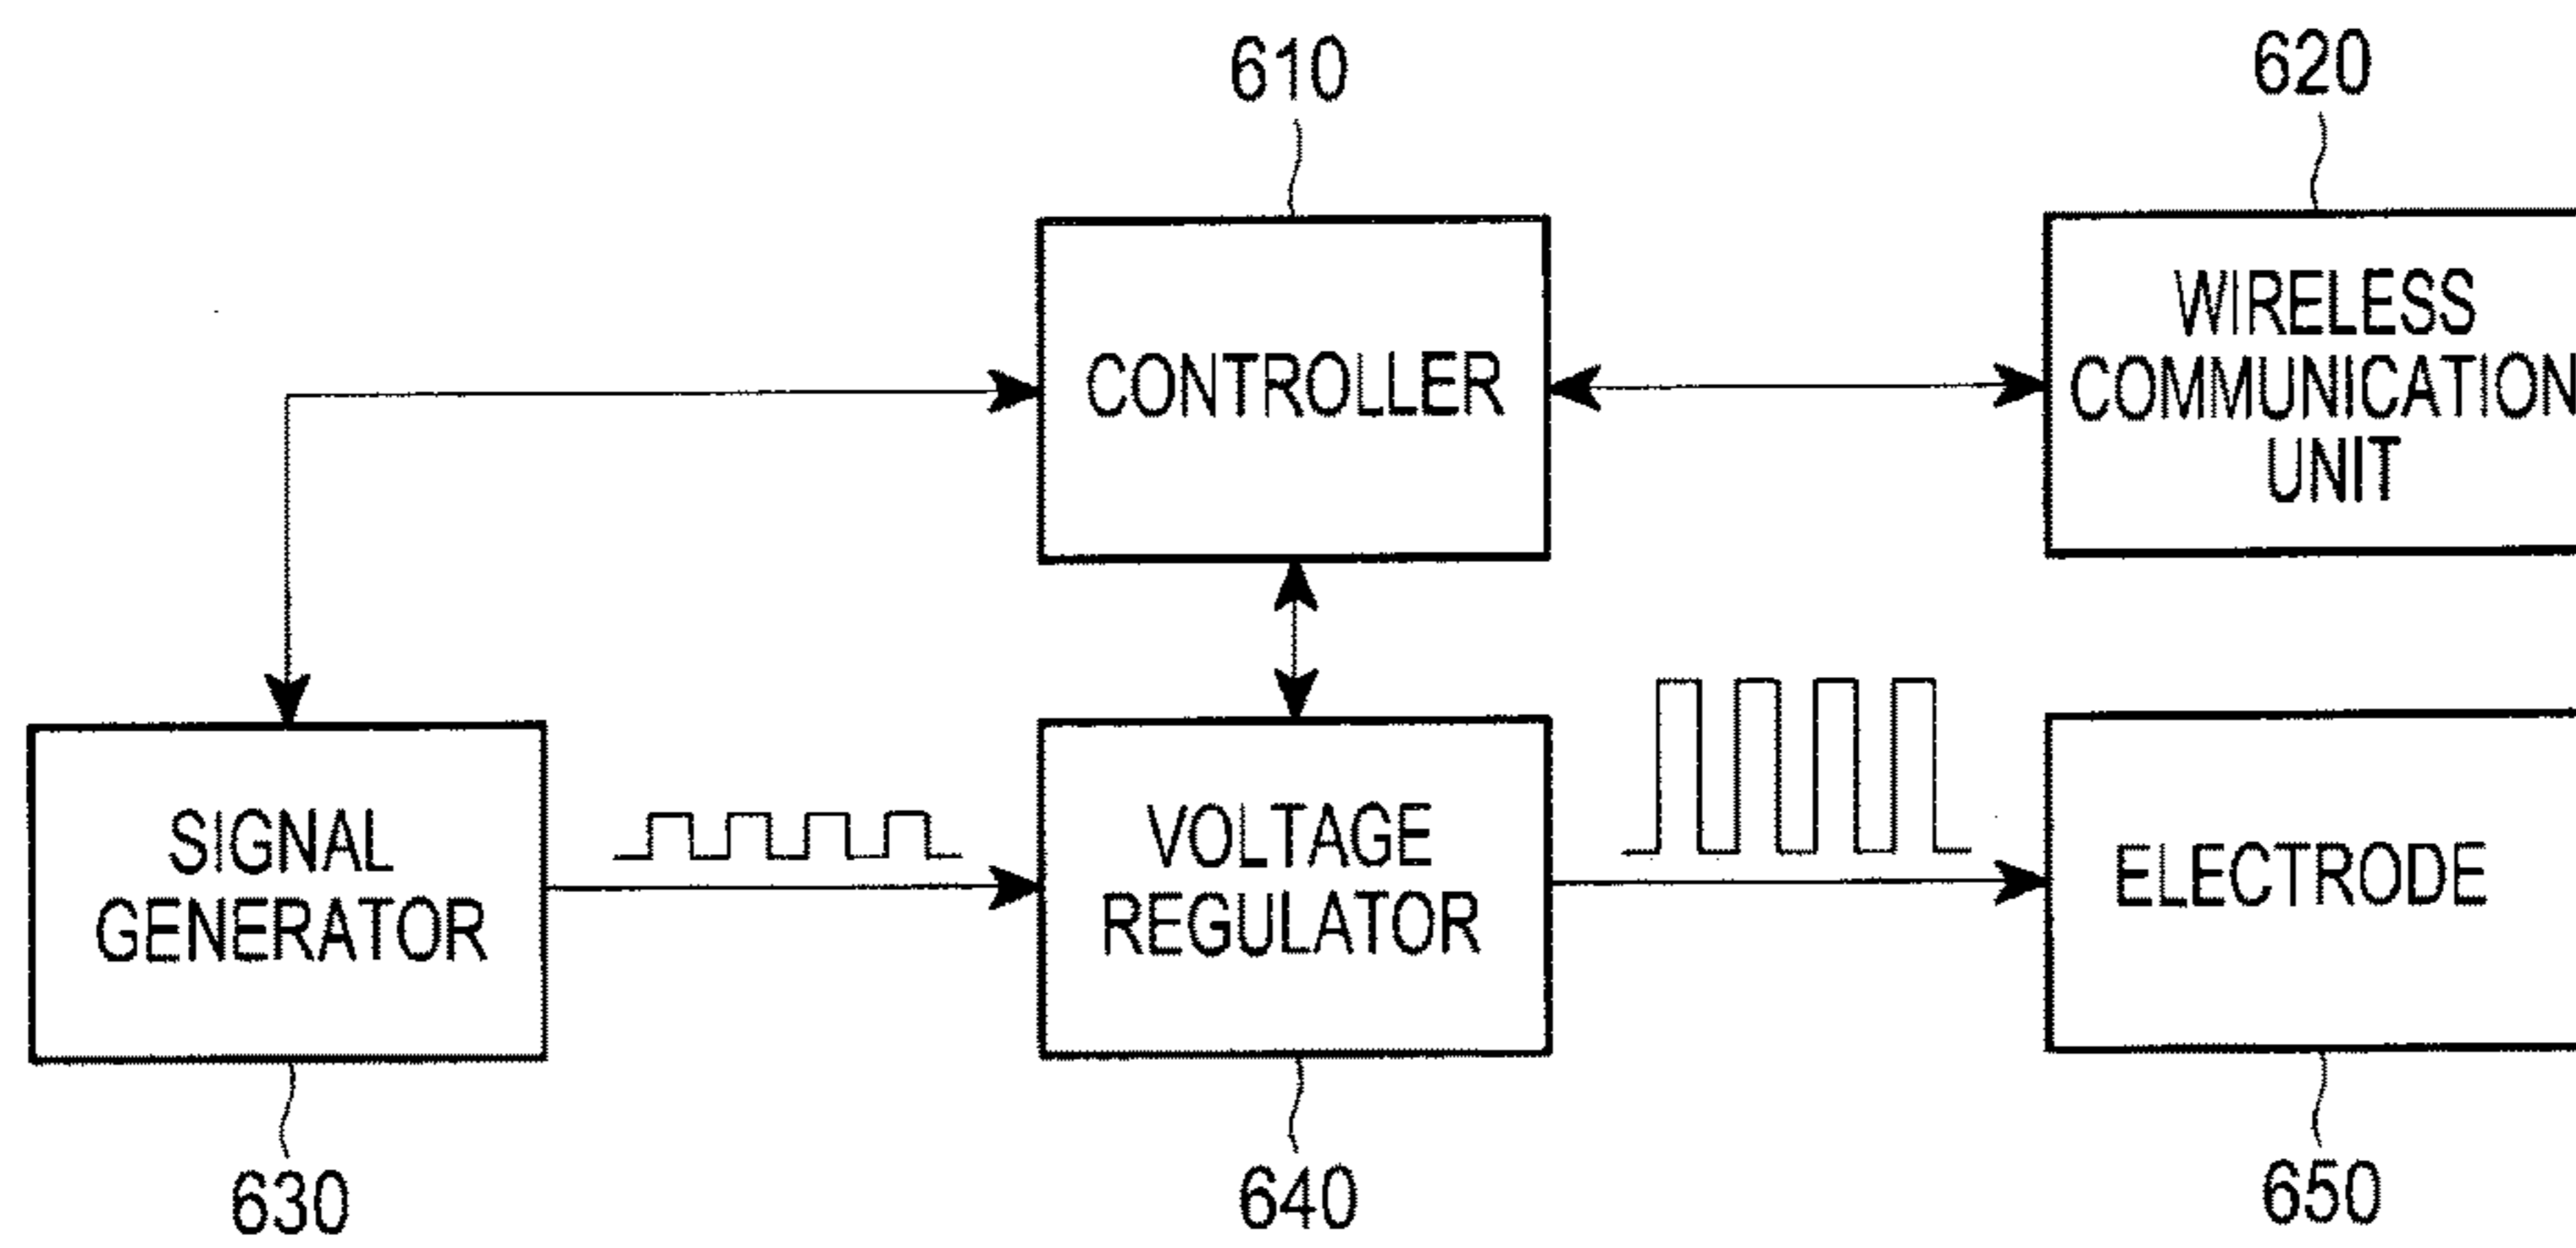 610
620
CONTROLLER
WIRELESS
COMMUNICATION
UNIT
SIGNAL
GENERATOR
VOLTAGE
REGULATOR
ELECTRODE
630
640
650